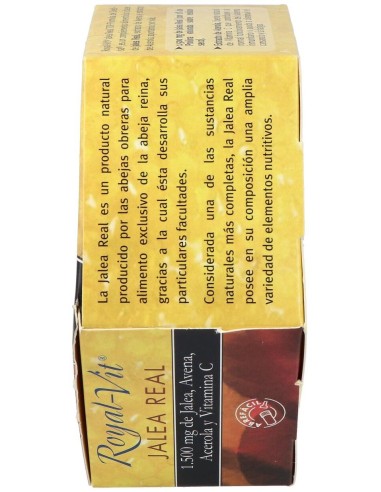 Royal-Vit®
JALEA REAL
1.500 mg de Jalea, Avena,
Acerola y Vitamina C
La Jalea Real es un producto natural
producido por las abejas obreras para
alimento exclusivo de la abeja reina,
gracias a la cual ésta desarrolla sus
particulares facultades.
Considerada una de las sustancias
naturales más completas, la Jalea Real
posee en su composición una amplia
variedad de elementos nutritivos.